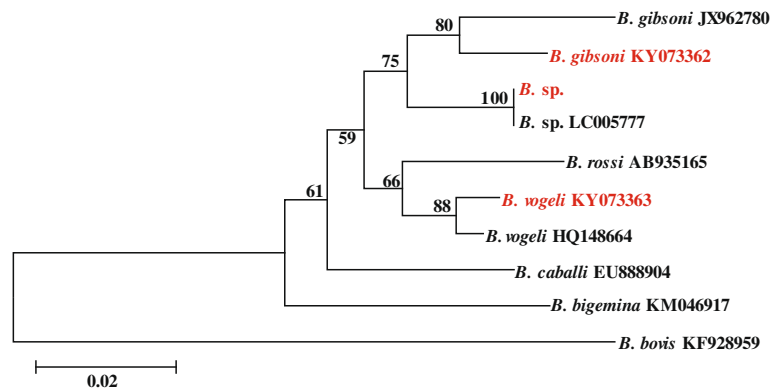 B. gibsoni JX962780
80
B. gibsoni KY073362
75
B. sp.
100
B. sp. LC005777
59
B. rossi AB935165
66
B. vogeli KY073363
61
88
B. vogeli HQ148664
B. caballi EU888904
B. bigemina KM046917
B. bovis KF928959
0.02